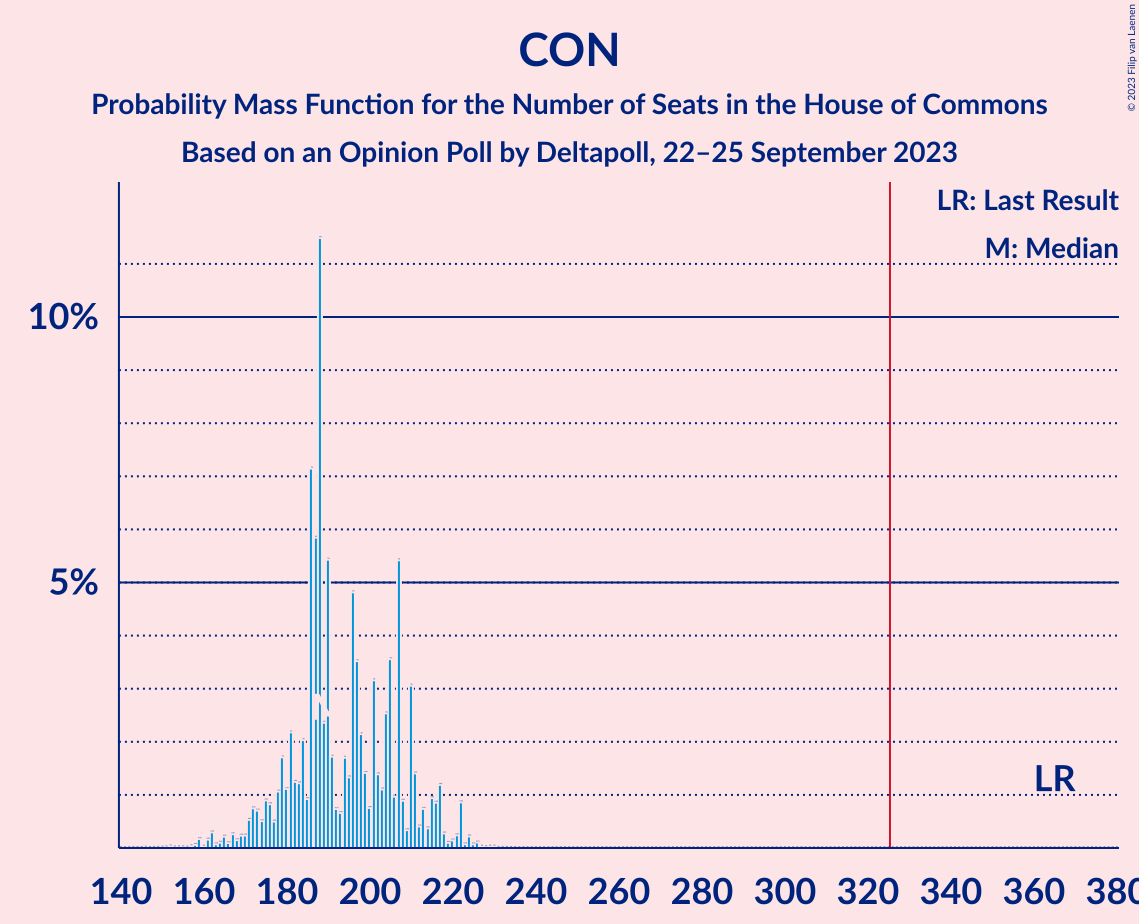 CON
Probability Mass Function for the Number of Seats in the House of Commons
Based on an Opinion Poll by Deltapoll, 22–25 September 2023
© 2023 Filip van Laenen
LR: Last Result
M: Median
10%
5%
LR
140 160 180 200 220 240 260 280 300 320 340 360 380